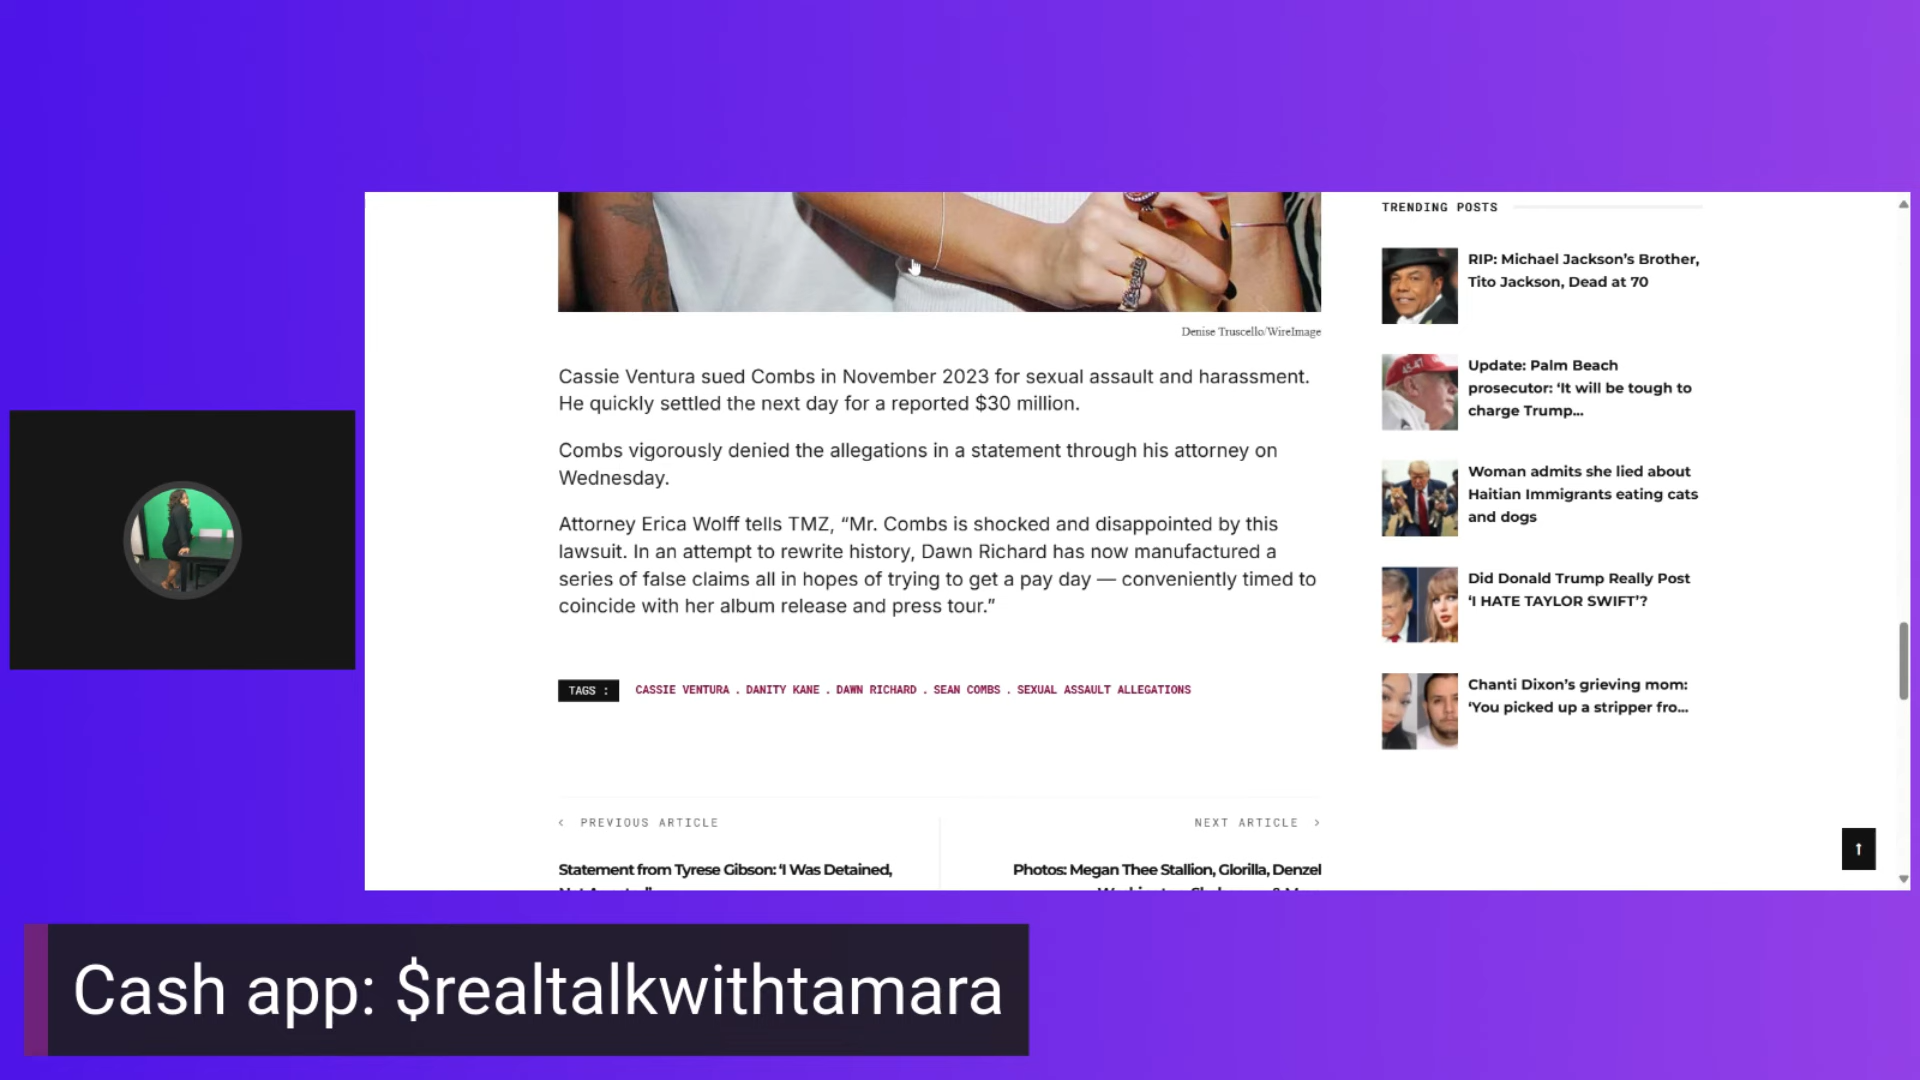 Denise Truscello/WireImage
Cassie Ventura sued Combs in November 2023 for sexual assault and harassment.
He quickly settled the next day for a reported $30 million.
Combs vigorously denied the allegations in a statement through his attorney on
Wednesday.
Attorney Erica Wolff tells TMZ, “Mr. Combs is shocked and disappointed by this
lawsuit. In an attempt to rewrite history, Dawn Richard has now manufactured a
series of false claims all in hopes of trying to get a pay day — conveniently timed to
coincide with her album release and press tour.”
TAGS : CASSIE VENTURA . DANITY KANE . DAWN RICHARD . SEAN COMBS . SEXUAL ASSAULT ALLEGATIONS
‹ PREVIOUS ARTICLE
Statement from Tyrese Gibson: ‘I Was Detained,
NEXT ARTICLE ›
Photos: Megan Thee Stallion, Glorilla, Denzel
TRENDING POSTS
RIP: Michael Jackson’s Brother,
Tito Jackson, Dead at 70
Update: Palm Beach
prosecutor: ‘It will be tough to
charge Trump...
Woman admits she lied about
Haitian Immigrants eating cats
and dogs
Did Donald Trump Really Post
‘I HATE TAYLOR SWIFT’?
Chanti Dixon’s grieving mom:
‘You picked up a stripper fro...
Cash app: $realtalkwithtamara